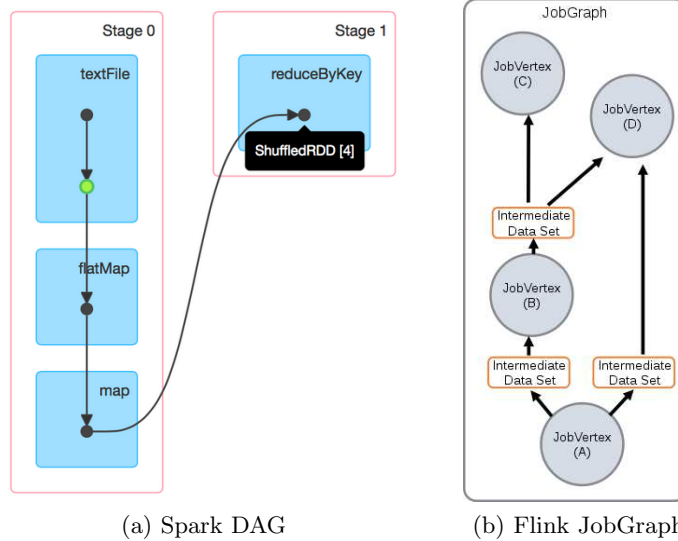 Stage 0
textFile
flatMap
map
Stage 1
reduceByKey
ShuffledRDD [4]
(a) Spark DAG
JobGraph
JobVertex
(C)
JobVertex
(D)
Intermediate
Data Set
JobVertex
(B)
Intermediate
Data Set
Intermediate
Data Set
JobVertex
(A)
(b) Flink JobGraph